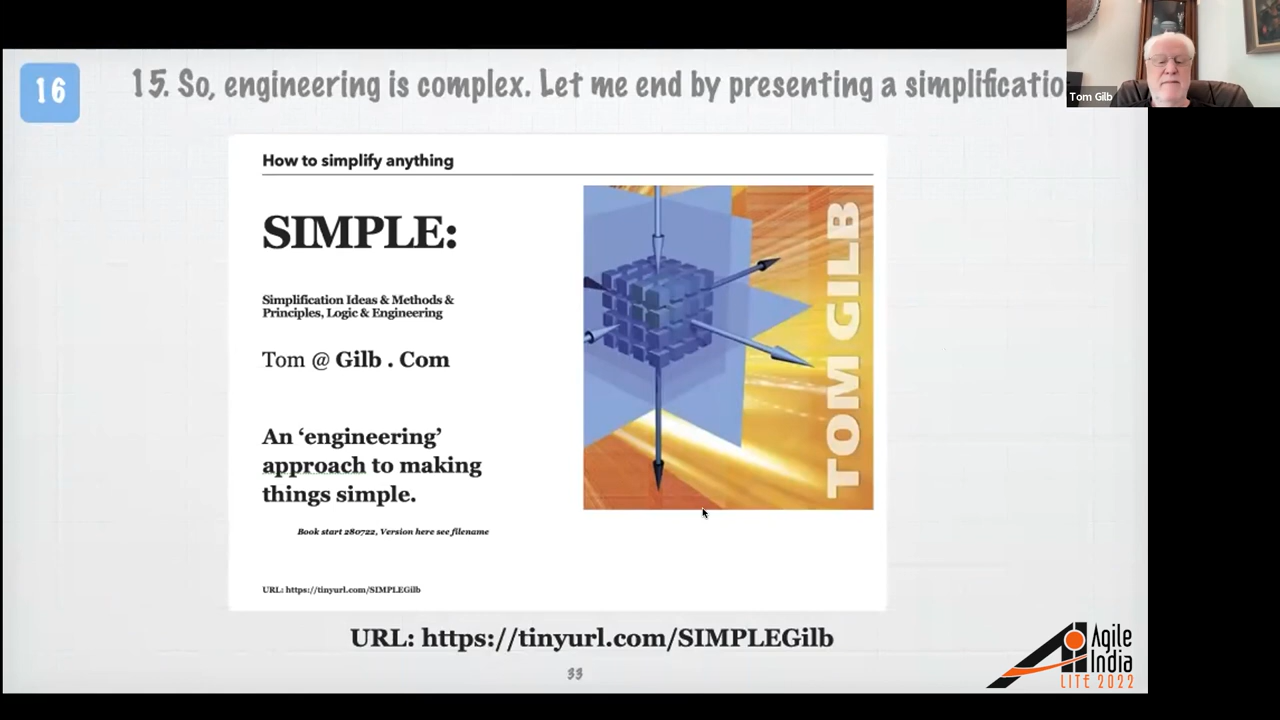 16
15. So, engineering is complex. Let me end by presenting a simplificatio
Tom Gilb
How to simplify anything
SIMPLE:
Simplification Ideas & Methods &
Principles, Logic & Engineering
Tom @ Gilb . Com
An ‘engineering’
approach to making
things simple.
Book start 280722, Version here see filename
URL: https://tinyurl.com/SIMPLEGilb
TOM GILB
URL: https://tinyurl.com/SIMPLEGilb
33
Agile
India
LITE 2022